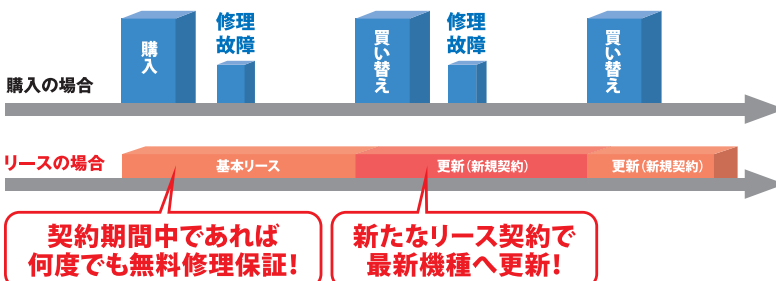 購入の場合
購入
修理
故障
買い替え
修理
故障
買い替え
リースの場合
基本リース
更新（新規契約）
更新（新規契約）
契約期間中であれば
何度でも無料修理保証！
新たなリース契約で
最新機種へ更新！